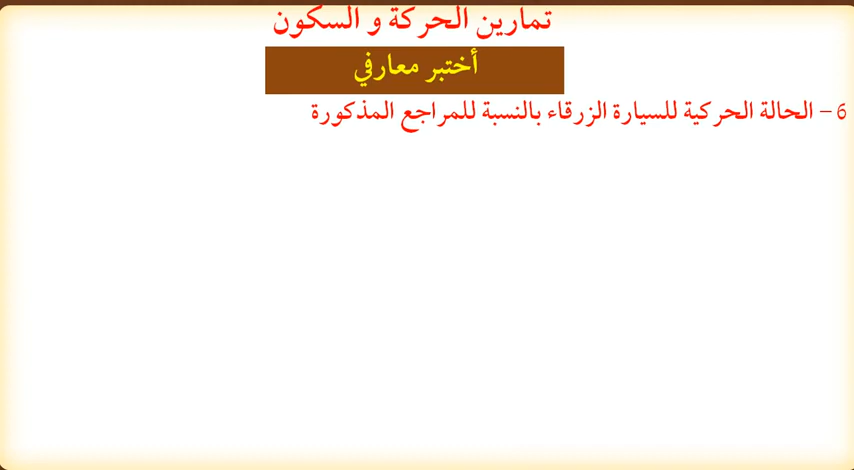 تمارين الحركة و السكون
أختبر معارفي
6 – الحالة الحركية للسيارة الزرقاء بالنسبة للمراجع المذكورة